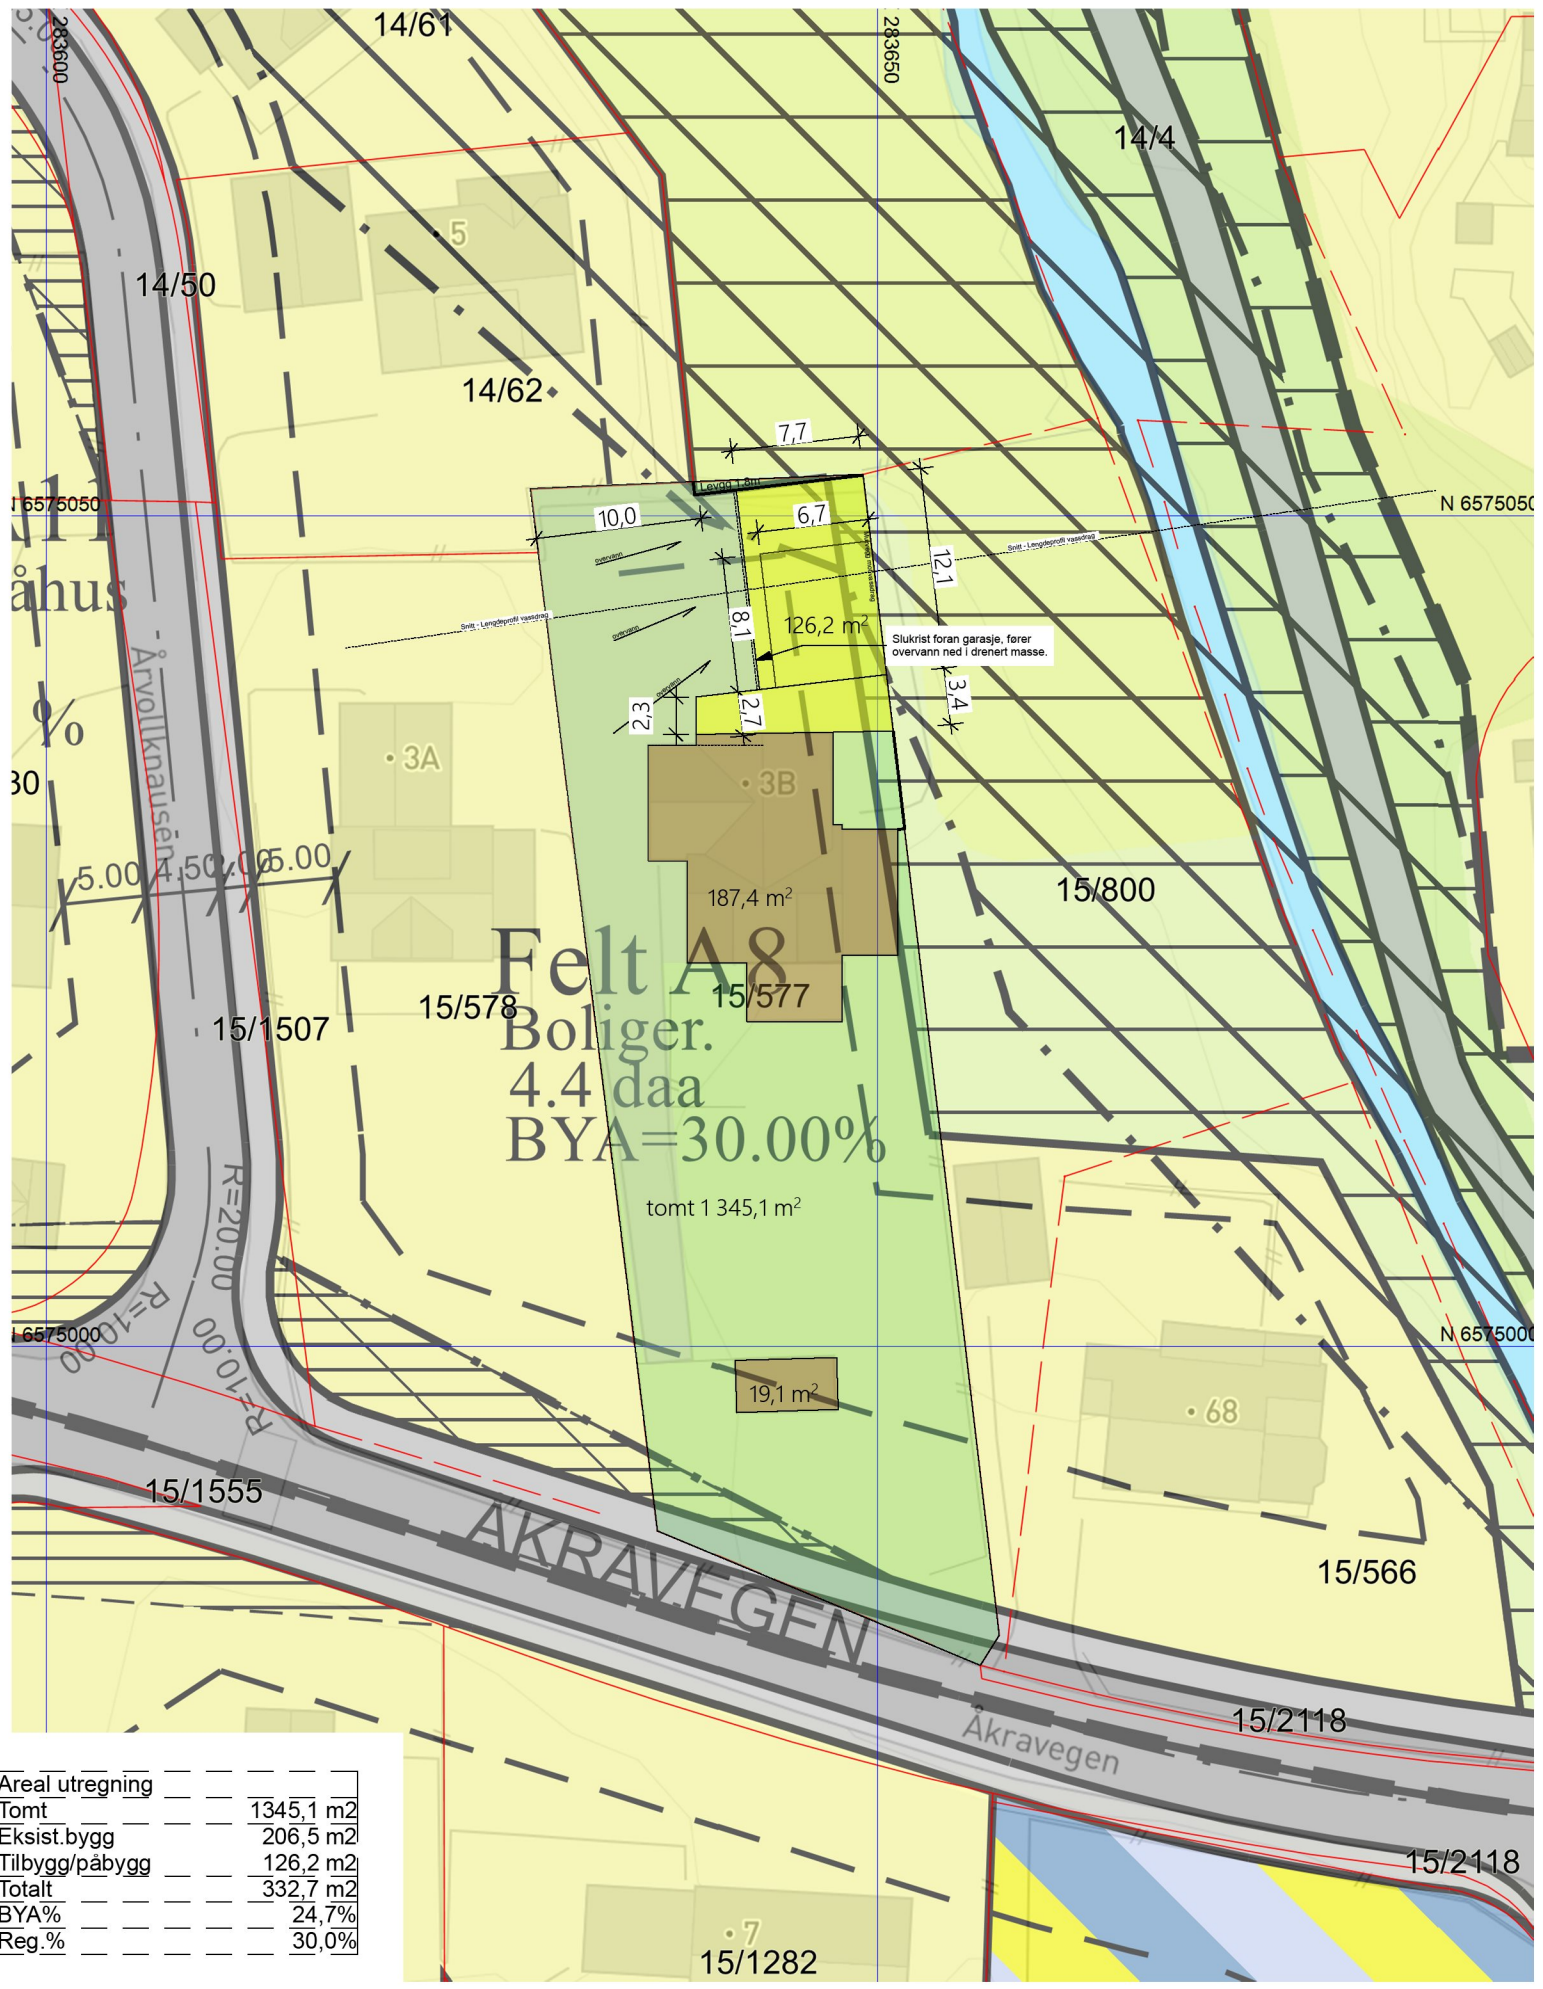 14/61
283600
283650
14/4
5
14/50
14/62
7,7
Levegg 1.8m
N 6575050
N 6575050
10,0
6,7
overvann
Snitt - Lengdeprofil vassdrag
12,1
åhus
8,1
126,2 m²
Snitt - Lengdeprofil vassdrag
overvann
Slukrist foran garasje, fører
overvann ned i drenert masse.
Årvollknausen
overvann
3,4
2,3
2,7
%
3A
3B
30
5.00
4.50
2.00
5.00
187,4 m²
15/800
Felt A8
15/577
15/578
15/1507
Boliger.
4.4 daa
BYA=30.00%
tomt 1 345,1 m²
R=20.00
R=10.00
R=10.00
N 6575000
N 6575000
19,1 m²
68
15/1555
ÅKRAVEGEN
15/566
Åkravegen
15/2118
15/2118
Areal utregning
Tomt 1345,1 m2
Eksist.bygg 206,5 m2
Tilbygg/påbygg 126,2 m2
Totalt 332,7 m2
BYA% 24,7%
Reg.% 30,0%
7
15/1282